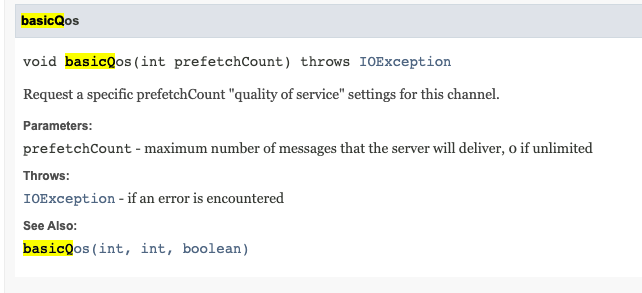 basicQos
void basicQos(int prefetchCount) throws IOException
Request a specific prefetchCount "quality of service" settings for this channel.
Parameters:
prefetchCount - maximum number of messages that the server will deliver, 0 if unlimited
Throws:
IOException - if an error is encountered
See Also:
basicQos(int, int, boolean)